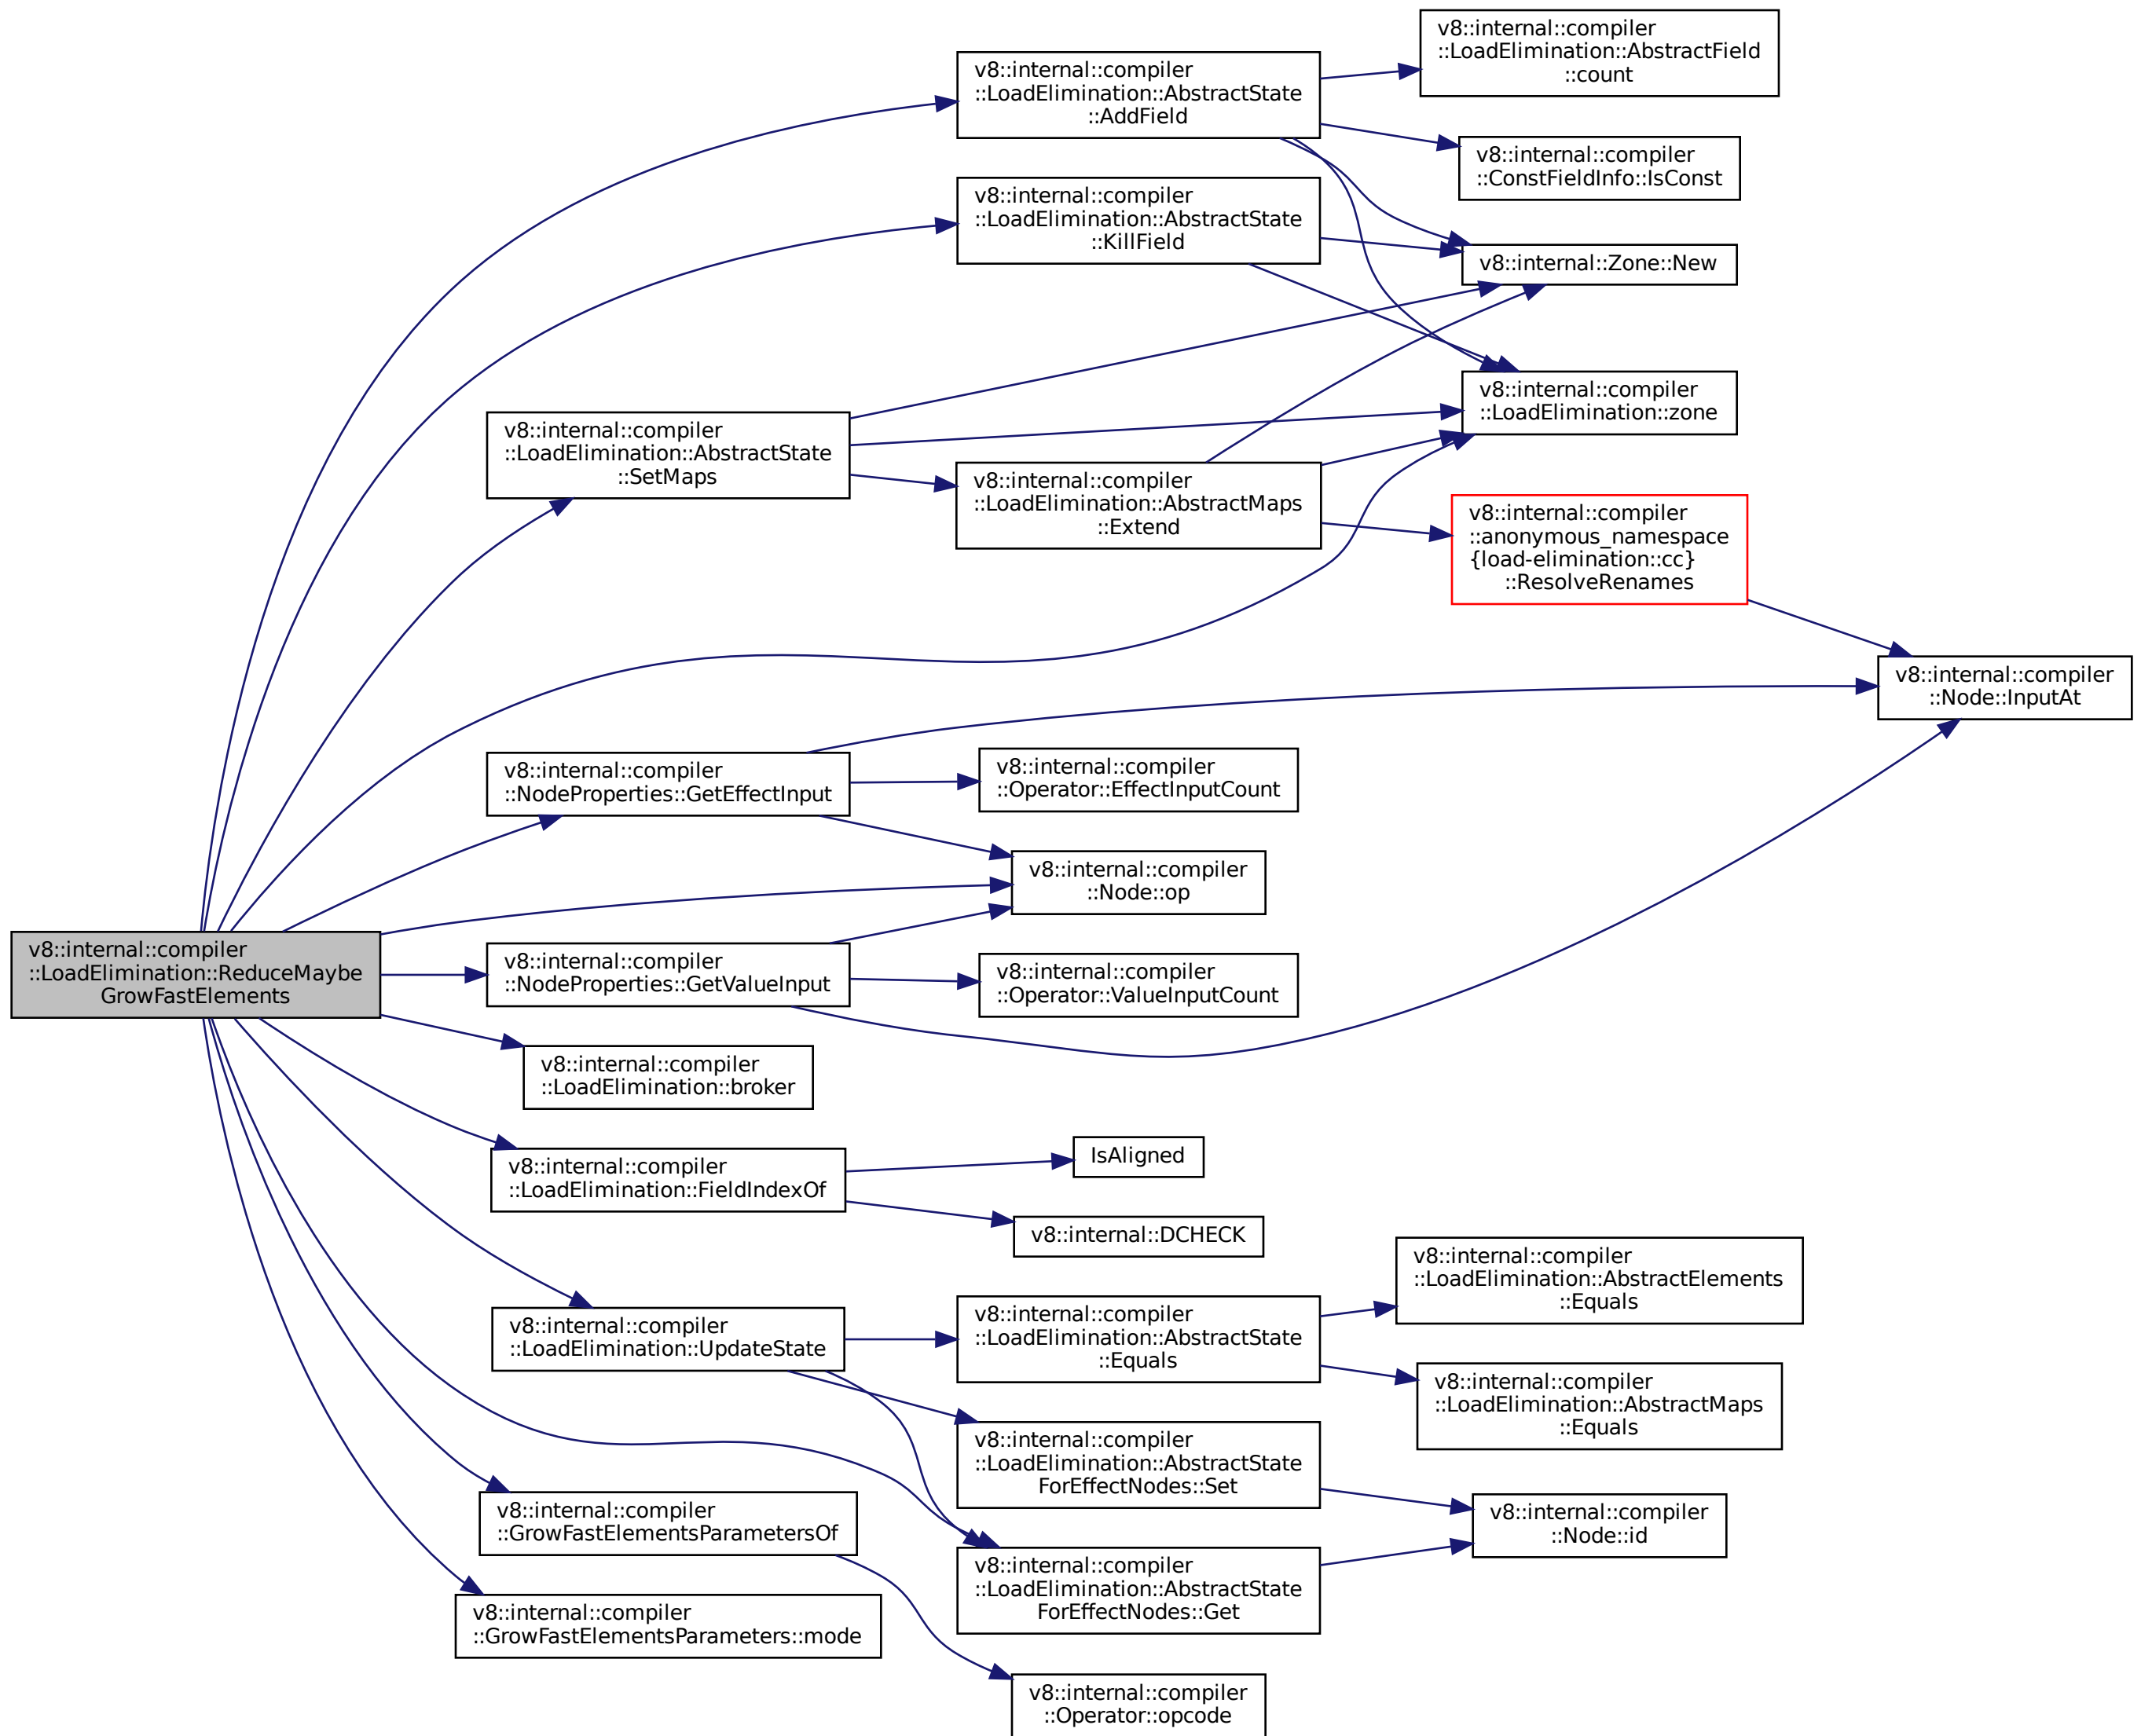 v8::internal::compiler
::LoadElimination::AbstractField
::count
v8::internal::compiler
::LoadElimination::AbstractState
::AddField
v8::internal::compiler
::ConstFieldInfo::IsConst
v8::internal::compiler
::LoadElimination::AbstractState
::KillField
v8::internal::Zone::New
v8::internal::compiler
::LoadElimination::zone
v8::internal::compiler
::LoadElimination::AbstractState
::SetMaps
v8::internal::compiler
::LoadElimination::AbstractMaps
::Extend
v8::internal::compiler
::anonymous_namespace
{load-elimination::cc}
::ResolveRenames
v8::internal::compiler
::Node::InputAt
v8::internal::compiler
::NodeProperties::GetEffectInput
v8::internal::compiler
::Operator::EffectInputCount
v8::internal::compiler
::Node::op
v8::internal::compiler
::LoadElimination::ReduceMaybe
GrowFastElements
v8::internal::compiler
::NodeProperties::GetValueInput
v8::internal::compiler
::Operator::ValueInputCount
v8::internal::compiler
::LoadElimination::broker
v8::internal::compiler
::LoadElimination::FieldIndexOf
IsAligned
v8::internal::DCHECK
v8::internal::compiler
::LoadElimination::AbstractElements
::Equals
v8::internal::compiler
::LoadElimination::UpdateState
v8::internal::compiler
::LoadElimination::AbstractState
::Equals
v8::internal::compiler
::LoadElimination::AbstractMaps
::Equals
v8::internal::compiler
::LoadElimination::AbstractState
ForEffectNodes::Set
v8::internal::compiler
::GrowFastElementsParametersOf
v8::internal::compiler
::Node::id
v8::internal::compiler
::LoadElimination::AbstractState
ForEffectNodes::Get
v8::internal::compiler
::GrowFastElementsParameters::mode
v8::internal::compiler
::Operator::opcode